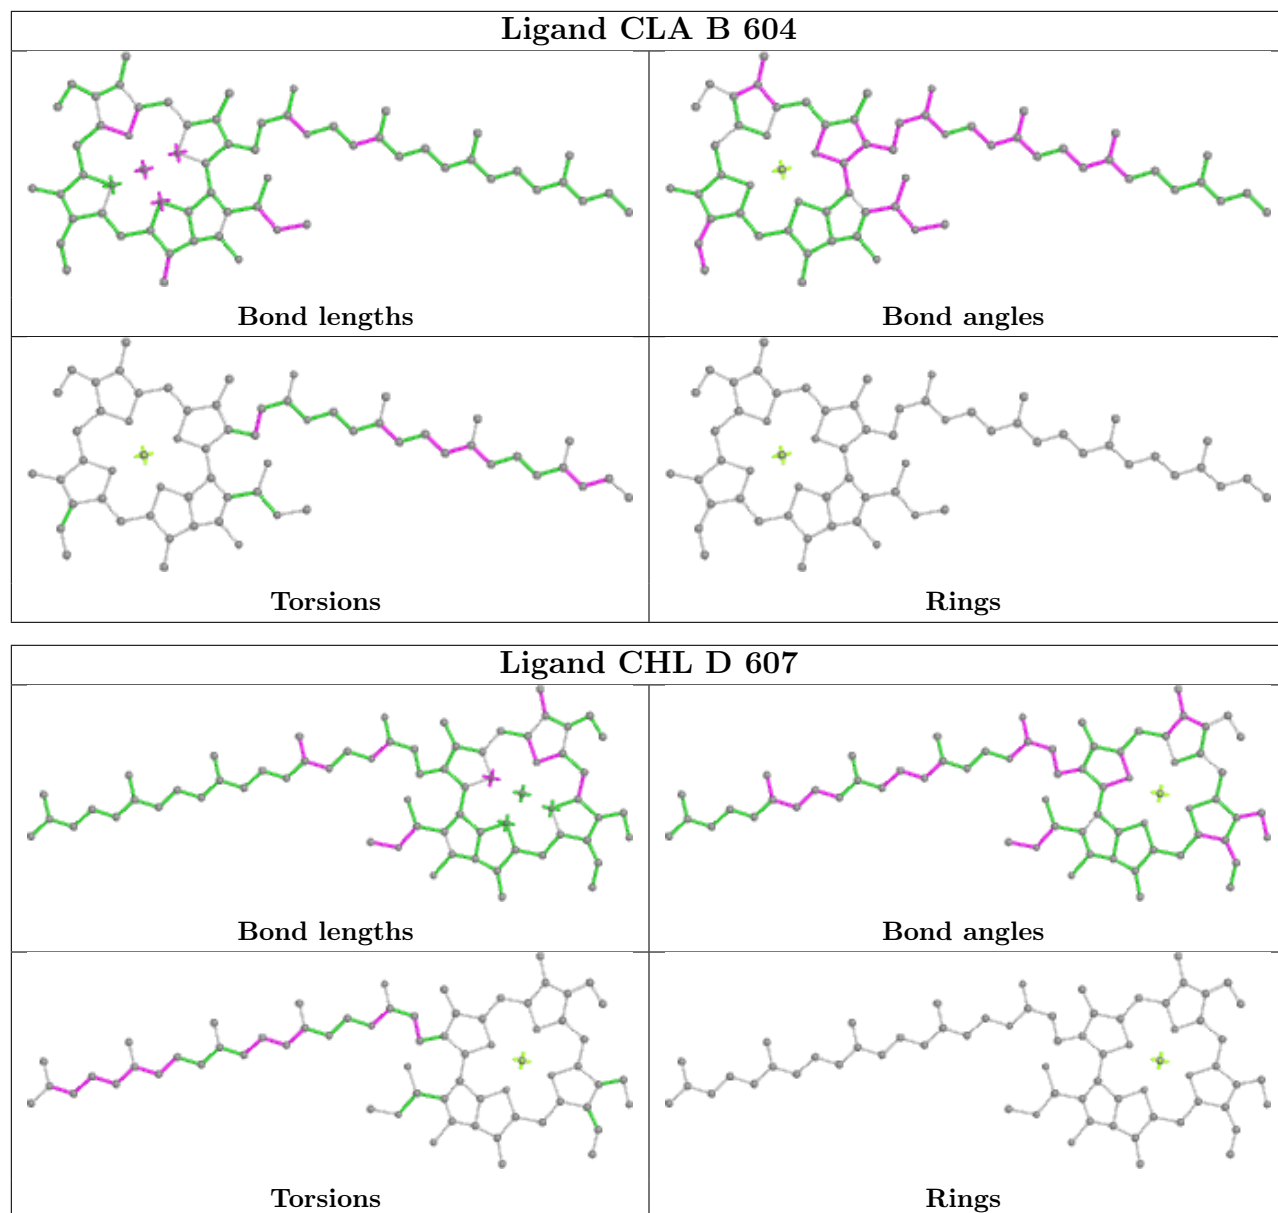 Ligand CLA B 604
Bond lengths
Bond angles
Torsions
Rings
Ligand CHL D 607
Bond lengths
Bond angles
Torsions
Rings